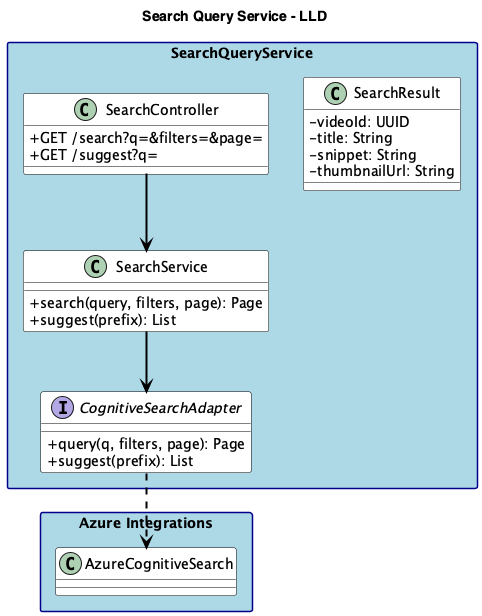 Search Query Service - LLD
SearchQueryService
C SearchController
+GET /search?q=&filters=&page=
+GET /suggest?q=
C SearchResult
-videoId: UUID
-title: String
-snippet: String
-thumbnailUrl: String
C SearchService
+search(query, filters, page): Page
+suggest(prefix): List
I CognitiveSearchAdapter
+query(q, filters, page): Page
+suggest(prefix): List
Azure Integrations
C AzureCognitiveSearch